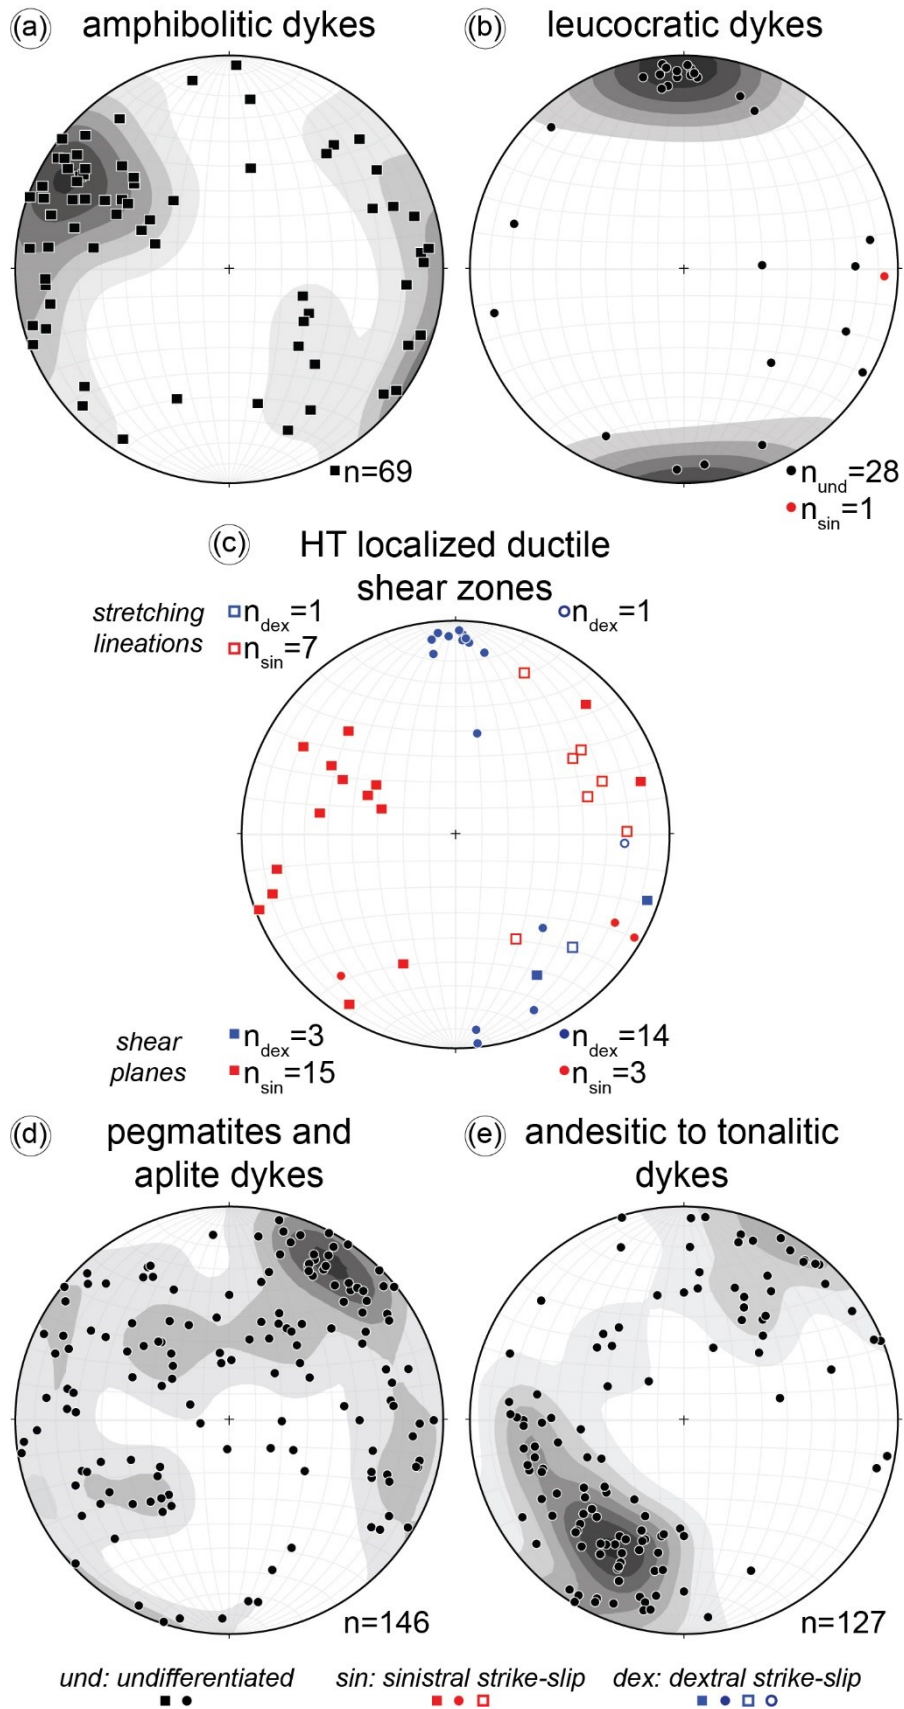 (a) amphibolitic dykes
n=69
(b) leucocratic dykes
nund=28
nsin=1
(c) HT localized ductile
shear zones
stretching
lineations
ndex=1
nsin=7
ndex=1
shear
planes
ndex=3
nsin=15
ndex=14
nsin=3
(d) pegmatites and
aplite dykes
n=146
(e) andesitic to tonalitic
dykes
n=127
und: undifferentiated
sin: sinistral strike-slip
dex: dextral strike-slip